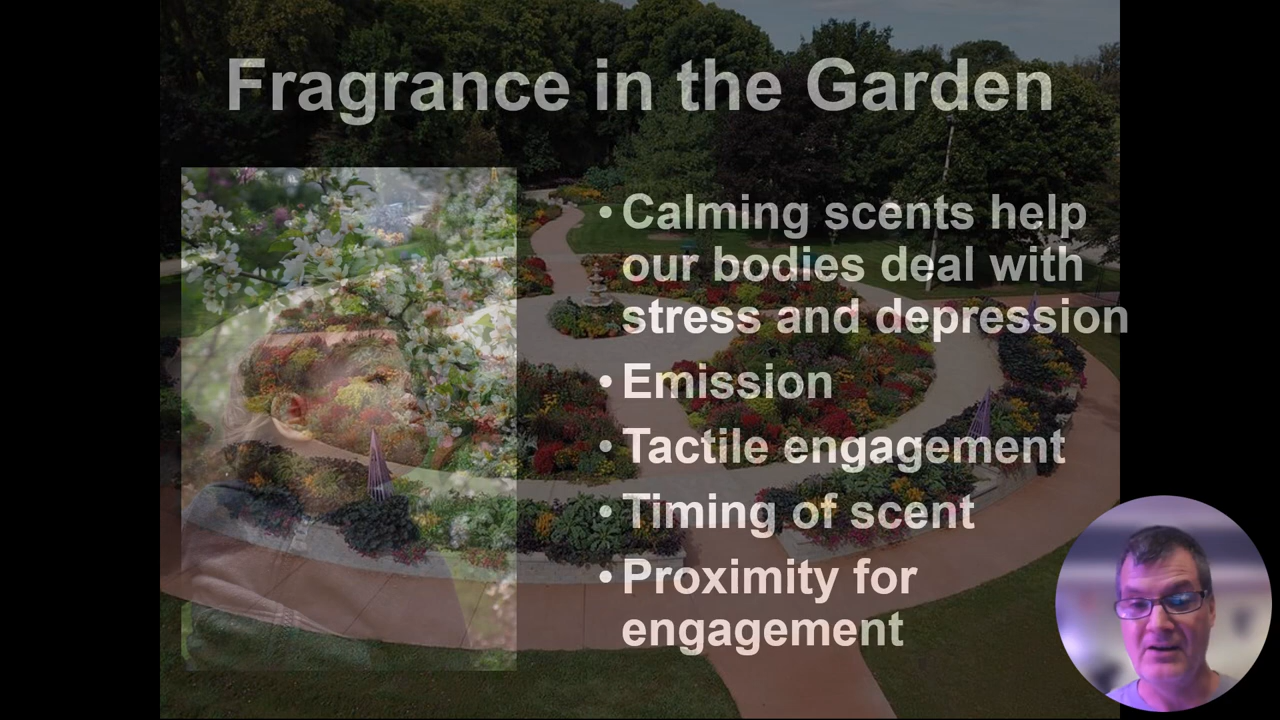 Fragrance in the Garden
• Calming scents help
our bodies deal with
stress and depression
• Emission
• Tactile engagement
• Timing of scent
• Proximity for
engagement